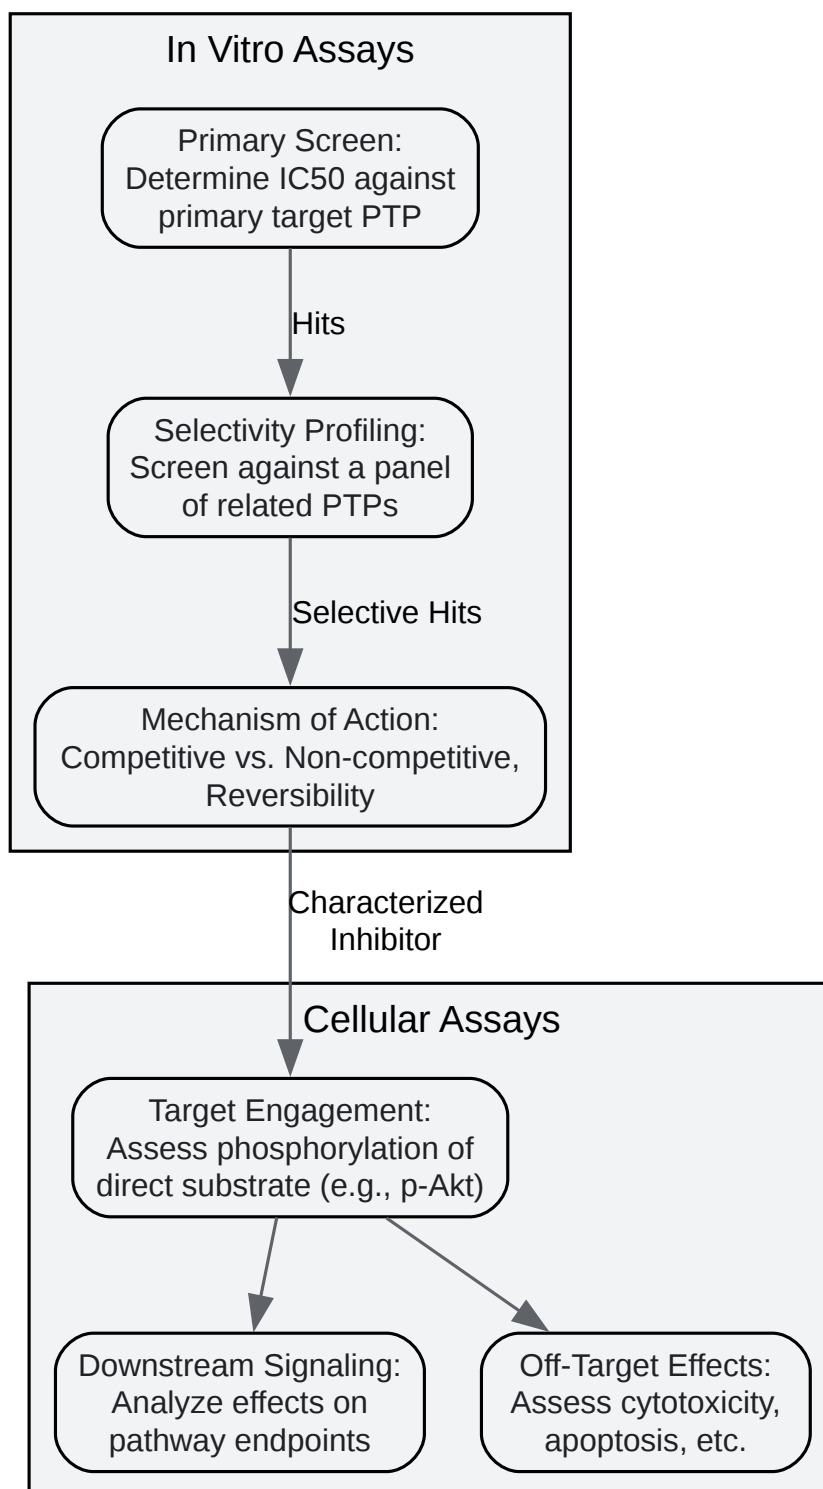 In Vitro Assays
Primary Screen:
Determine IC50 against
primary target PTP
Hits
Selectivity Profiling:
Screen against a panel
of related PTPs
Selective Hits
Mechanism of Action:
Competitive vs. Non-competitive,
Reversibility
Characterized
Inhibitor
Cellular Assays
Target Engagement:
Assess phosphorylation of
direct substrate (e.g., p-Akt)
Downstream Signaling:
Analyze effects on
pathway endpoints
Off-Target Effects:
Assess cytotoxicity,
apoptosis, etc.